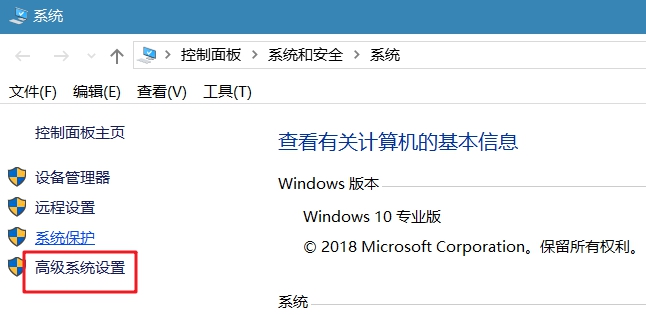 系统
控制面板 > 系统和安全 > 系统
文件(F) 编辑(E) 查看(V) 工具(T)
控制面板主页
设备管理器
远程设置
系统保护
高级系统设置
查看有关计算机的基本信息
Windows 版本
Windows 10 专业版
© 2018 Microsoft Corporation。保留所有权利。
系统